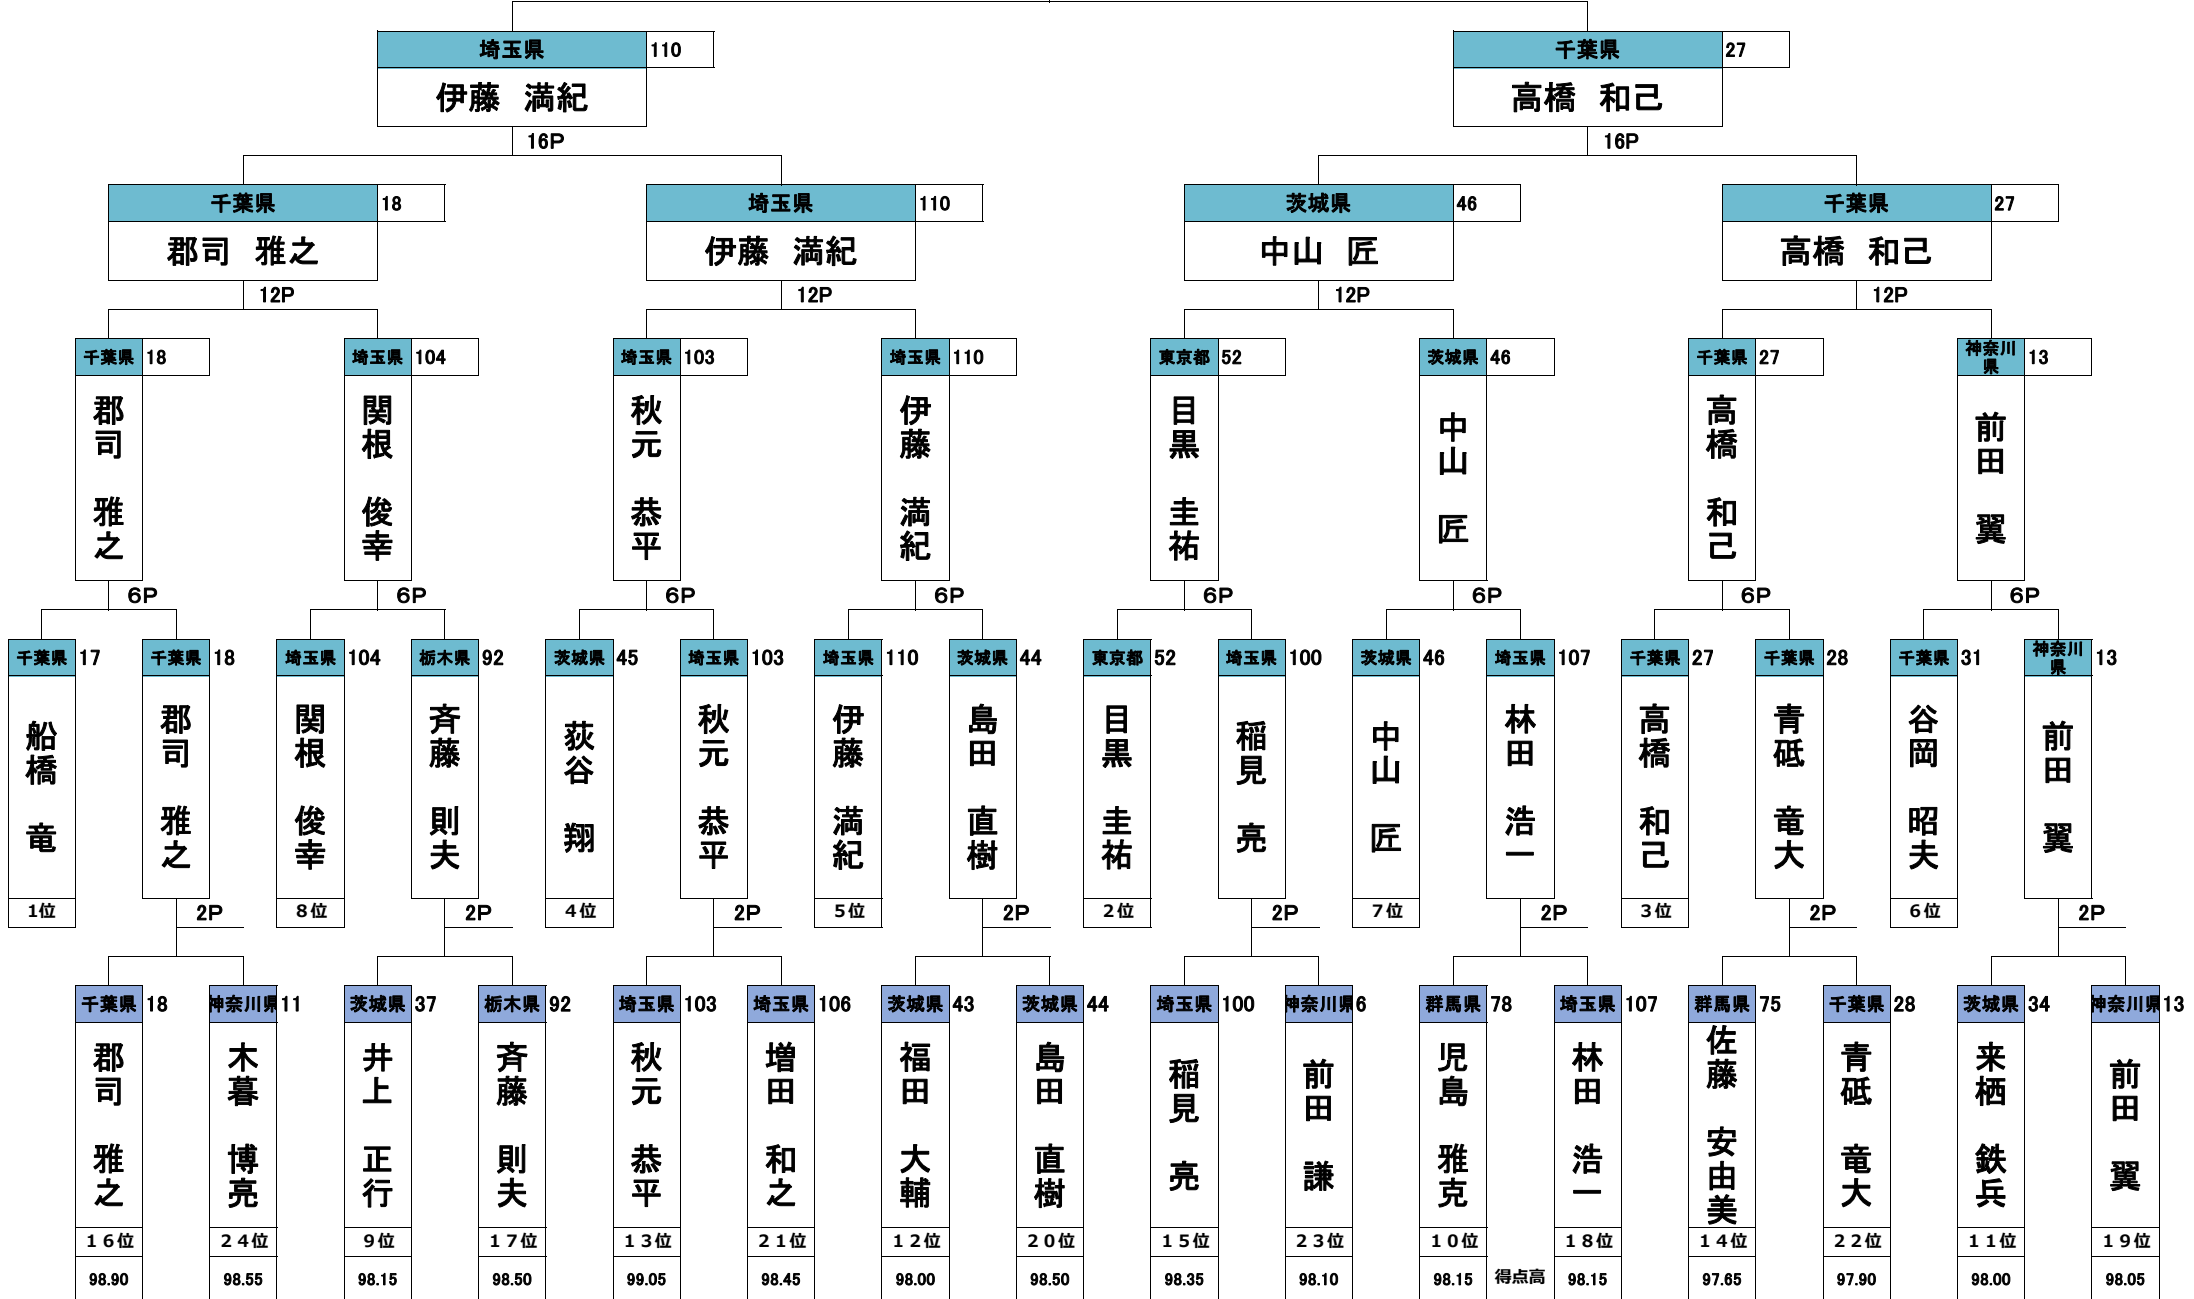 埼玉県 110 千葉県 27
伊藤　満紀 高橋　和己
16P 16P
千葉県 18 埼玉県 110 茨城県 46 千葉県 27
郡司　雅之 伊藤　満紀 中山　匠 高橋　和己
12P 12P 12P 12P
千葉県 18 埼玉県 104 埼玉県 103 埼玉県 110 東京都 52 茨城県 46 千葉県 27 神奈川県 13
郡司　雅之 関根　俊幸 秋元　恭平 伊藤　満紀 目黒　圭祐 中山　匠 高橋　和己 前田　翼
6P 6P 6P 6P 6P 6P 6P 6P
千葉県 17 千葉県 18 埼玉県 104 栃木県 92 茨城県 45 埼玉県 103 埼玉県 110 茨城県 44 東京都 52 埼玉県 100 茨城県 46 埼玉県 107 千葉県 27 千葉県 28 千葉県 31 神奈川県 13
船橋　竜 郡司　雅之 関根　俊幸 斉藤　則夫 荻谷　翔 秋元　恭平 伊藤　満紀 島田　直樹 目黒　圭祐 稲見　亮 中山　匠 林田　浩一 高橋　和己 青砥　竜大 谷岡　昭夫 前田　翼
1位 2P 8位 2P 4位 2P 5位 2P 2位 2P 7位 2P 3位 2P 6位 2P
千葉県 18 神奈川県 11 茨城県 37 栃木県 92 埼玉県 103 埼玉県 106 茨城県 43 茨城県 44 埼玉県 100 神奈川県 6 群馬県 78 埼玉県 107 群馬県 75 千葉県 28 茨城県 34 神奈川県 13
郡司　雅之 木暮　博亮 井上　正行 斉藤　則夫 秋元　恭平 増田　和之 福田　大輔 島田　直樹 稲見　亮 前田　謙 児島　雅克 林田　浩一 佐藤　安由美 青砥　竜大 来栖　鉄兵 前田　翼
16位 24位 9位 17位 13位 21位 12位 20位 15位 23位 10位 18位 14位 22位 11位 19位
98.90 98.55 98.15 98.50 99.05 98.45 98.00 98.50 98.35 98.10 98.15 得点高 98.15 97.65 97.90 98.00 98.05